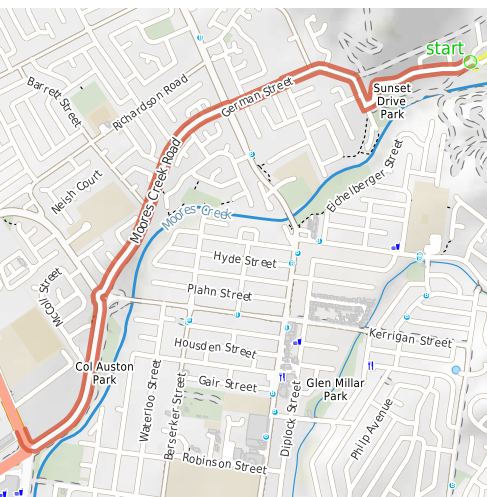 start
Sunset
Drive
Park
Barrett Street
Richardson Road
German Street
Neish Court
Moores Creek Road
Moores Creek
Eichelberger Street
Hyde Street
Plahn Street
McColl Street
Kerrigan Street
Housden Street
Col Auston
Park
Gair Street
Glen Millar
Park
Waterloo Street
Berserker Street
Diplock Street
Philp Avenue
Robinson Street